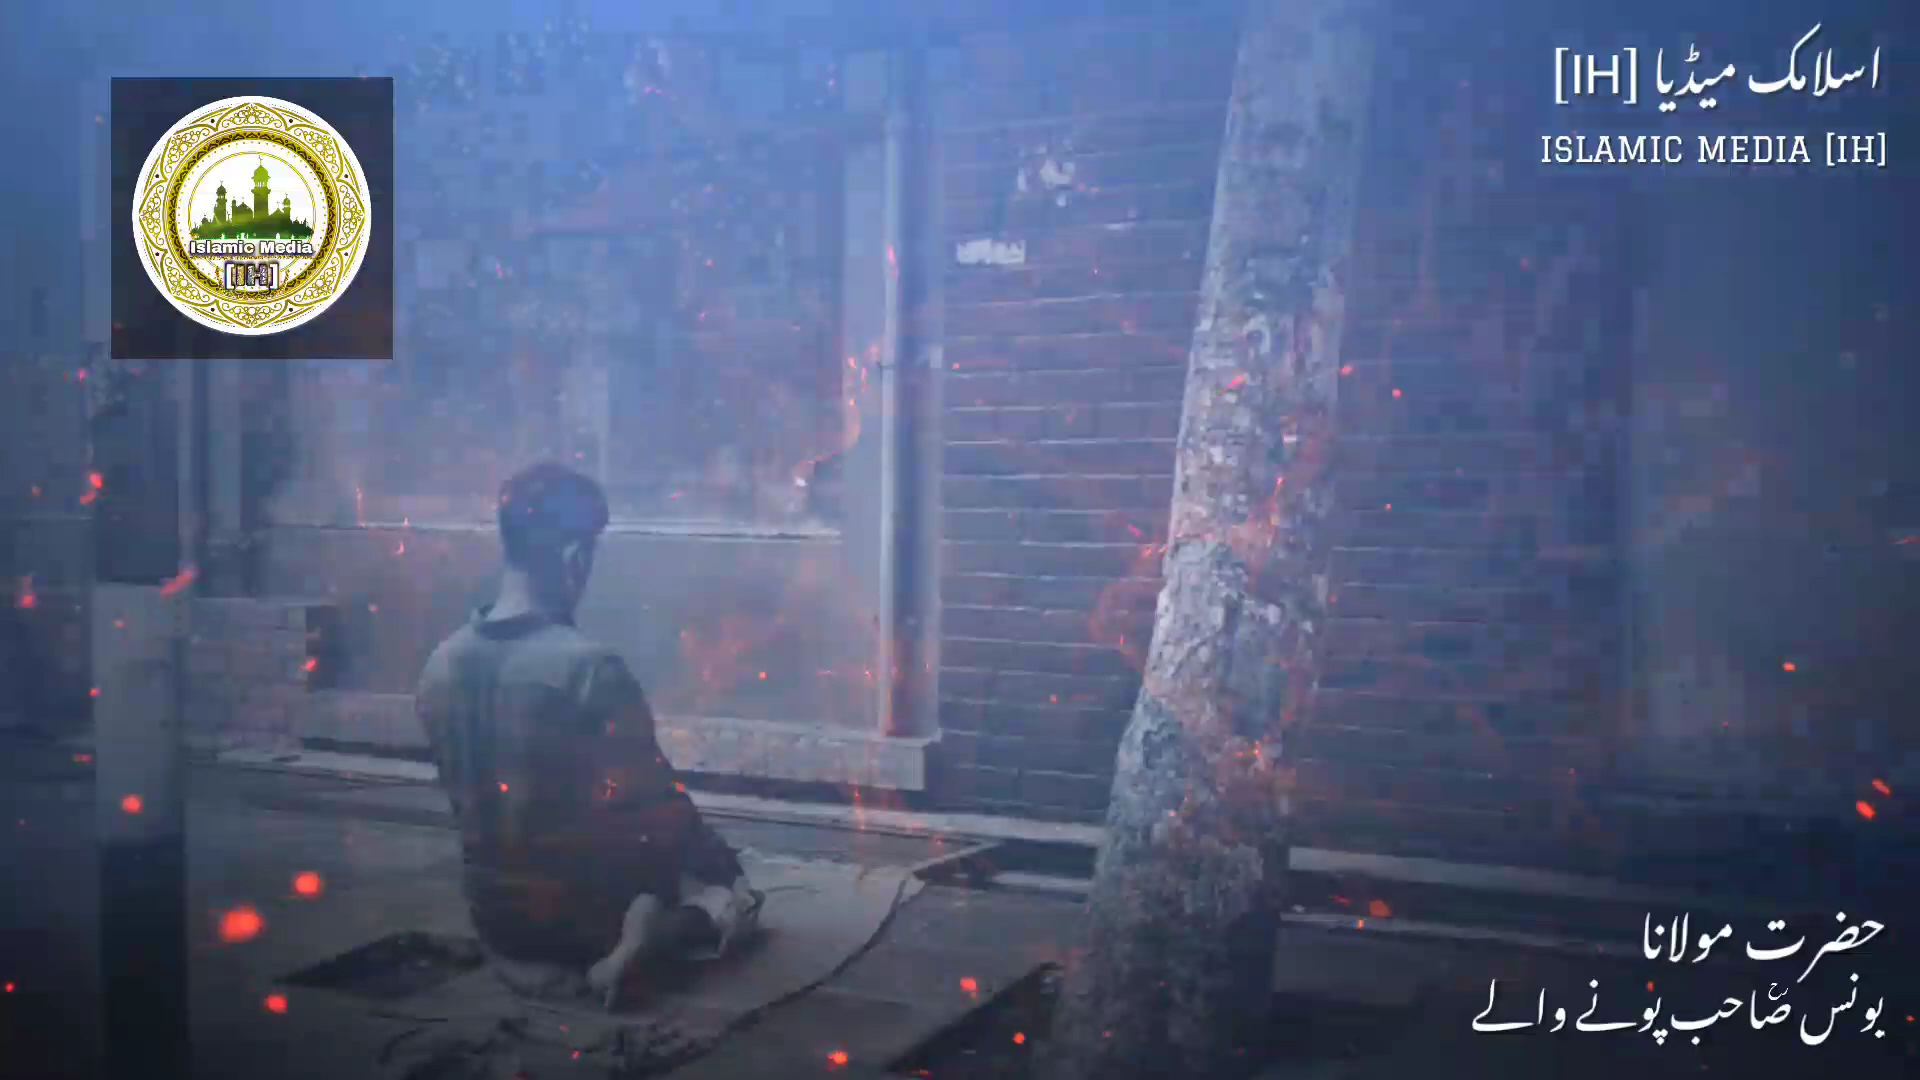 Islamic Media
[IH]
اسلامک میڈیا [IH]
ISLAMIC MEDIA [IH]
حضرت مولانا
یونس صاحبؒ پونے والے